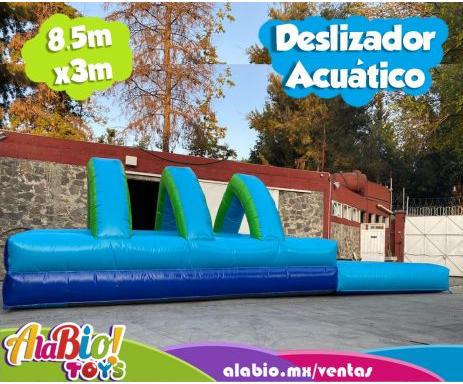 8.5m
x3m
Deslizador
Acuático
AlaBio!
TOYS
alabio.mx/ventas